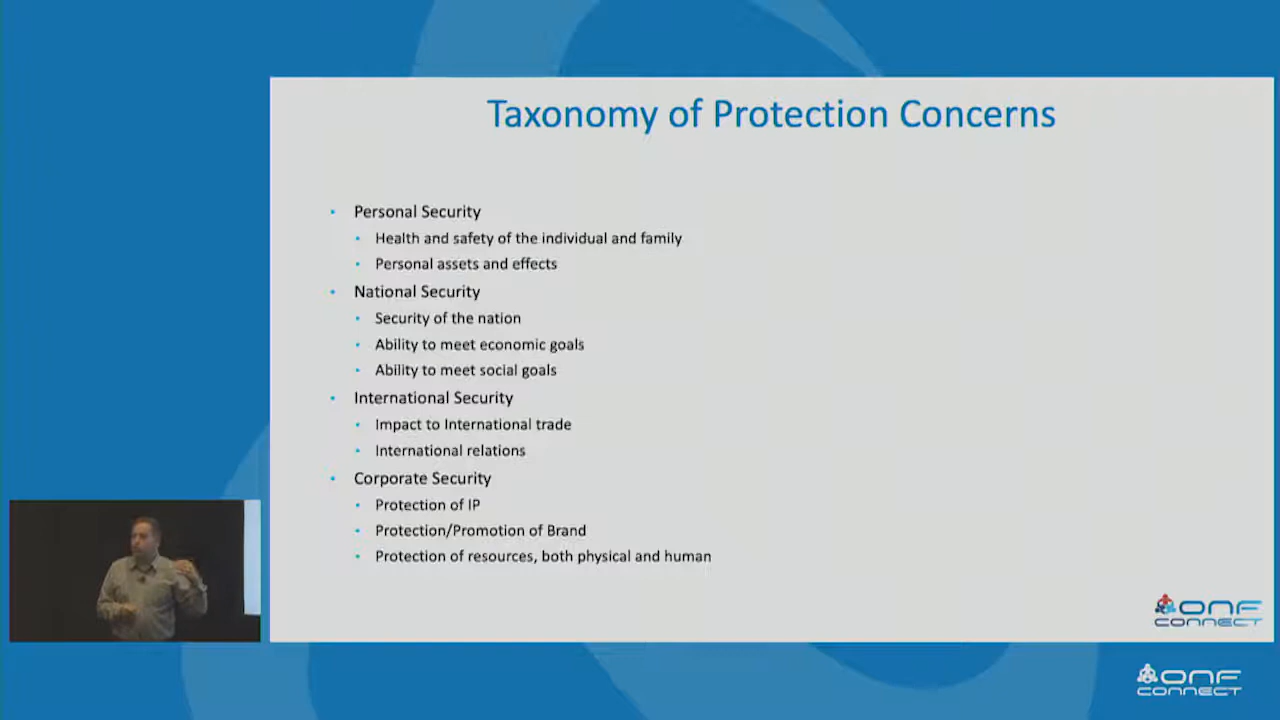 Taxonomy of Protection Concerns
• Personal Security
• Health and safety of the individual and family
• Personal assets and effects
• National Security
• Security of the nation
• Ability to meet economic goals
• Ability to meet social goals
• International Security
• Impact to International trade
• International relations
• Corporate Security
• Protection of IP
• Protection/Promotion of Brand
• Protection of resources, both physical and human
ONF
CONNECT
ONF
CONNECT